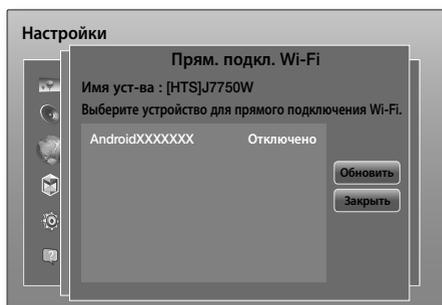 Настройки
Прям. подкл. Wi-Fi
Имя уст-ва : [HTS]J7750W
Выберите устройство для прямого подключения Wi-Fi.
AndroidXXXXXXX Отключено
Обновить
Закрыть
?